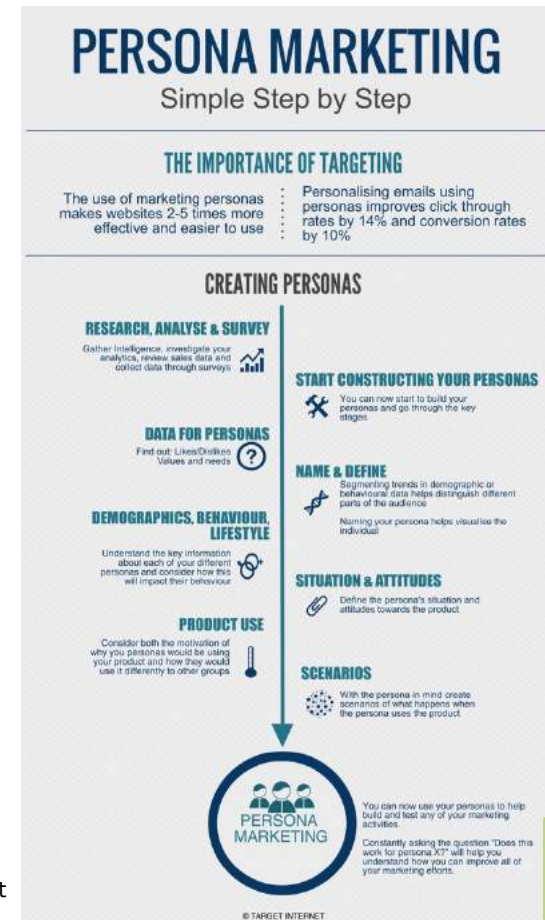 PERSONA MARKETING
Simple Step by Step
THE IMPORTANCE OF TARGETING
The use of marketing personas
makes websites 2-5 times more
effective and easier to use
Personalising emails using
personas improves click through
rates by 14% and conversion rates
by 10%
CREATING PERSONAS
RESEARCH, ANALYSE & SURVEY
Gather Intelligence, investigate your
analytics, review sales data and
collect data through surveys
START CONSTRUCTING YOUR PERSONAS
You can now start to build your
personas and go through the key
stages
DATA FOR PERSONAS
Find out: Likes/Dislikes
Values and needs
?
NAME & DEFINE
Segmenting trends in demographic or
behavioural data helps distinguish different
parts of the audience
Naming your persona helps visualise the
individual
DEMOGRAPHICS, BEHAVIOUR,
LIFESTYLE
Understand the key information
about each of your different
personas and consider how this
will impact their behaviour
SITUATION & ATTITUDES
Define the persona's situation and
attitudes towards the product
PRODUCT USE
Consider both the motivation of
why you personas would be using
your product and how they would
use it differently to other groups
SCENARIOS
With the persona in mind create
scenarios of what happens when
the persona uses the product
PERSONA
MARKETING
You can now use your personas to help
build and test any of your marketing
activities.
Constantly asking the question "Does this
work for persona X?" will help you
understand how you can improve all of
your marketing efforts.
© TARGET INTERNET